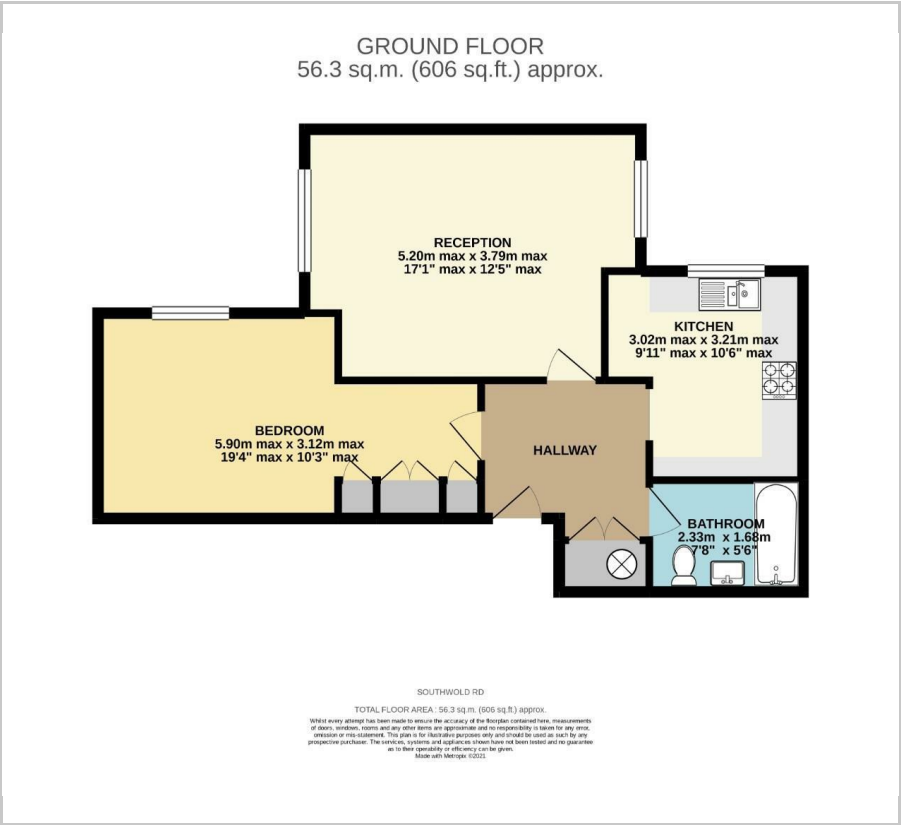 GROUND FLOOR
56.3 sq.m. (606 sq.ft.) approx.
RECEPTION
5.20m max x 3.79m max
17'1" max x 12'5" max
KITCHEN
3.02m max x 3.21m max
9'11" max x 10'6" max
BEDROOM
5.90m max x 3.12m max
19'4" max x 10'3" max
HALLWAY
BATHROOM
2.33m x 1.68m
7'8" x 5'6"
SOUTHWOLD RD
TOTAL FLOOR AREA : 56.3 sq.m. (606 sq.ft.) approx.
Whilst every attempt has been made to ensure the accuracy of the floorplan contained here, measurements
of doors, windows, rooms and any other items are approximate and no responsibility is taken for any error,
omission or mis-statement. This plan is for illustrative purposes only and should be used as such by any
prospective purchaser. The services, systems and appliances shown have not been tested and no guarantee
as to their operability or efficiency can be given.
Made with Metropix ©2021